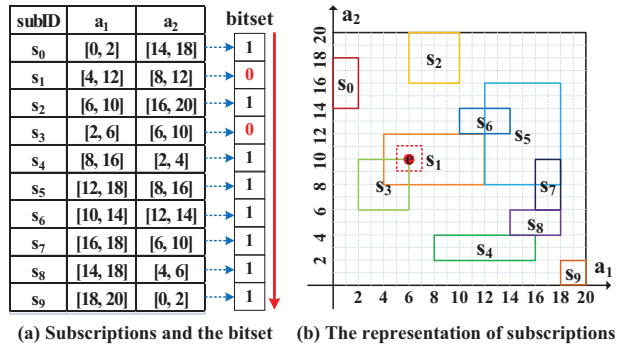 subID a₁ a₂ bitset
s₀ [0, 2] [14, 18] 1
s₁ [4, 12] [8, 12] 0
s₂ [6, 10] [16, 20] 1
s₃ [2, 6] [6, 10] 0
s₄ [8, 16] [2, 4] 1
s₅ [12, 18] [8, 16] 1
s₆ [10, 14] [12, 14] 1
s₇ [16, 18] [6, 10] 1
s₈ [14, 18] [4, 6] 1
s₉ [18, 20] [0, 2] 1
(a) Subscriptions and the bitset
a₂
20
18
16
14
12
10
8
6
4
2
s₂
s₀
s₆
s₅
e
s₁
s₃
s₇
s₈
s₄
s₉
a₁
2 4 6 8 10 12 14 16 18 20
(b) The representation of subscriptions